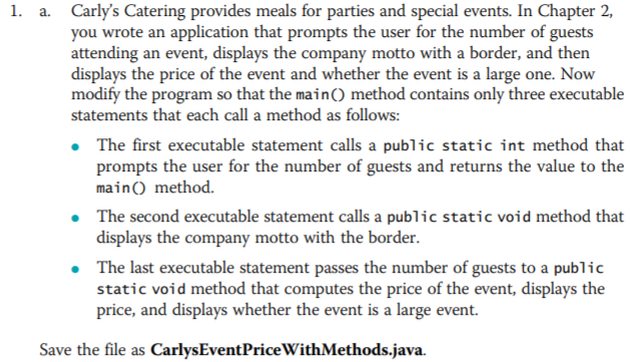 1. a. Carly's Catering provides meals for parties and special events. In Chapter 2,
you wrote an application that prompts the user for the number of guests
attending an event, displays the company motto with a border, and then
displays the price of the event and whether the event is a large one. Now
modify the program so that the main() method contains only three executable
statements that each call a method as follows:
• The first executable statement calls a public static int method that
prompts the user for the number of guests and returns the value to the
main() method.
• The second executable statement calls a public static void method that
displays the company motto with the border.
• The last executable statement passes the number of guests to a public
static void method that computes the price of the event, displays the
price, and displays whether the event is a large event.
Save the file as CarlysEventPriceWithMethods.java.